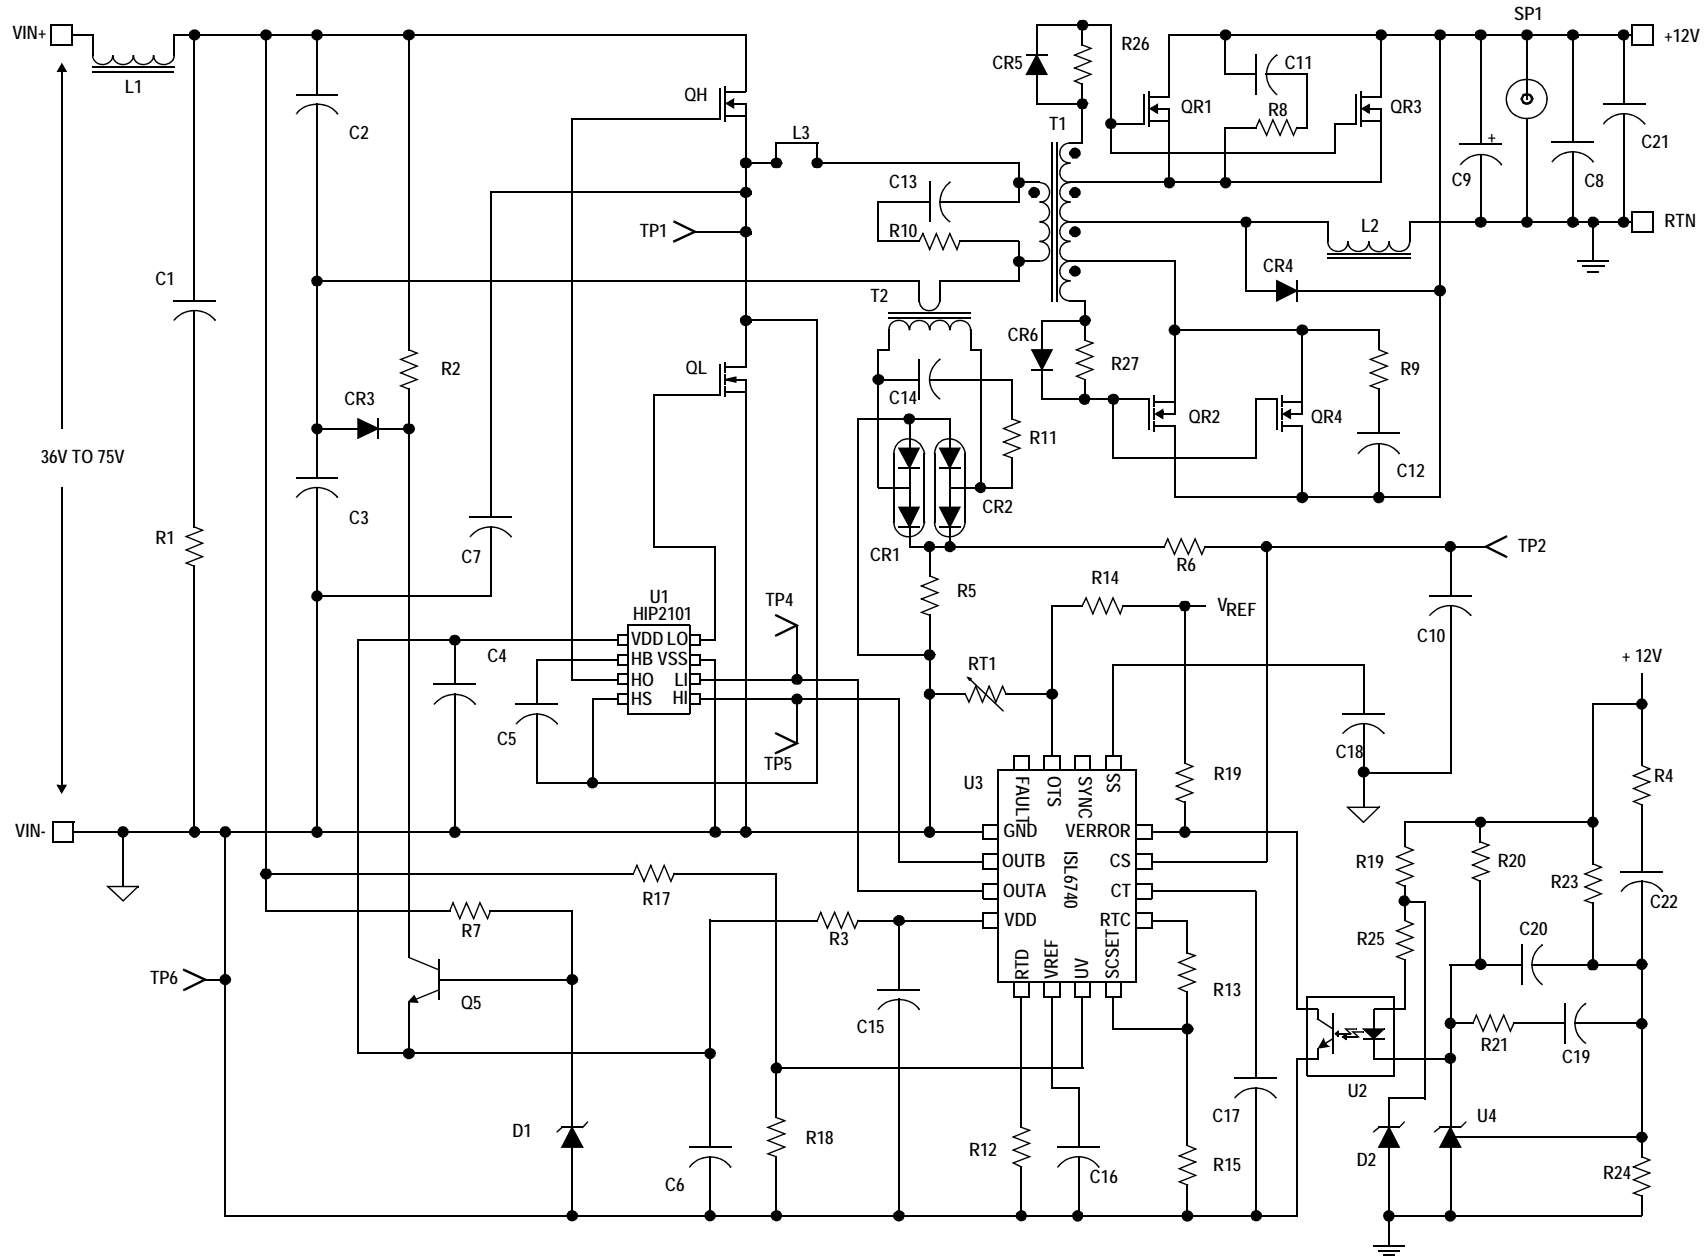 VIN+
L1
C2
QH
L3
CR5
R26
T1
QR1
C11
R8
QR3
SP1
+12V
+
C9
C8
C21
RTN
C13
R10
TP1
L2
CR4
T2
C1
R2
QL
CR3
CR6
R27
C14
R11
QR2
QR4
R9
C12
36V TO 75V
C3
R1
C7
CR2
CR1
R6
TP2
R5
R14
VREF
C10
U1
HIP2101
VDD LO
HB VSS
HO LI
HS HI
TP4
TP5
C4
C5
RT1
C18
R19
+ 12V
R4
U3
FAULT
OTS
SYNC
SS
VIN-
GND
VERROR
OUTB
CS
OUTA
CT
VDD
RTC
ISL6740
RTD
VREF
UV
SCSET
R17
R7
R3
TP6
Q5
C15
R13
R19
R20
R23
C22
R25
C20
R21
C19
U2
C17
U4
D1
R18
C6
R12
C16
R15
D2
R24